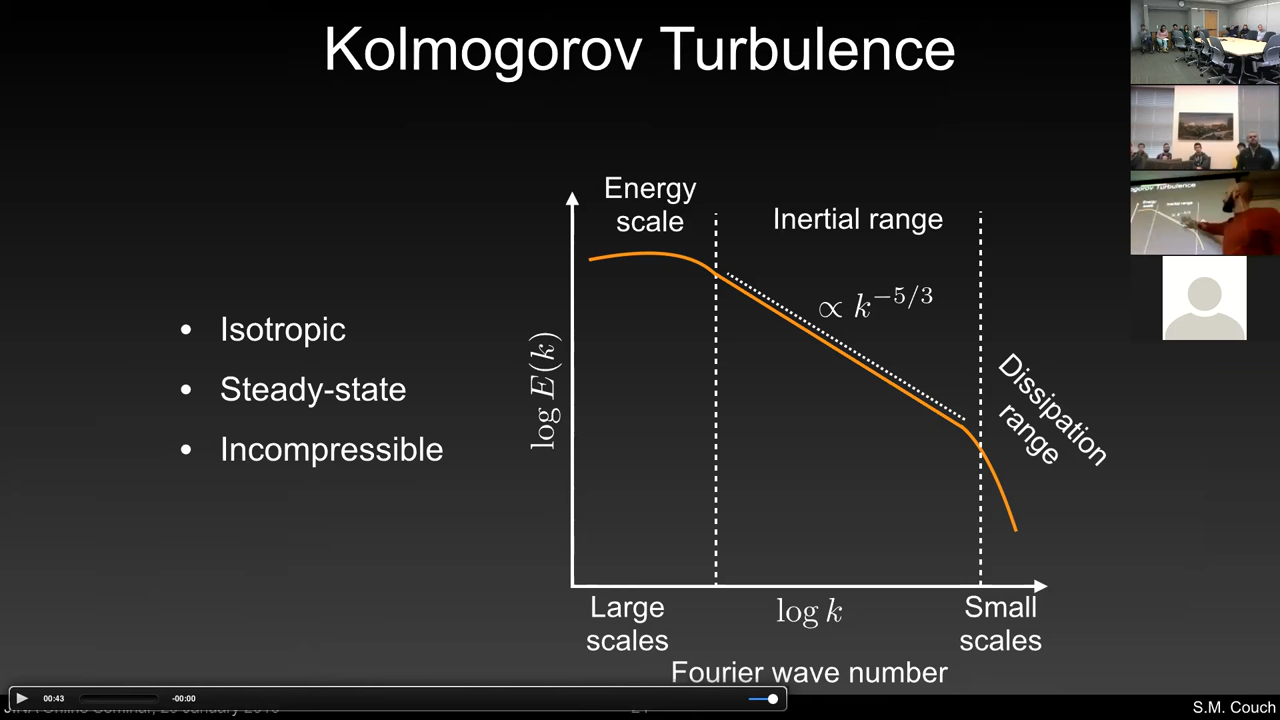 Kolmogorov Turbulence
• Isotropic
• Steady-state
• Incompressible
Energy
scale
Inertial range
∝ k^{-5/3}
Dissipation
range
log E(k)
Large
scales
log k
Small
scales
Fourier wave number
00:43
-00:00
S.M. Couch